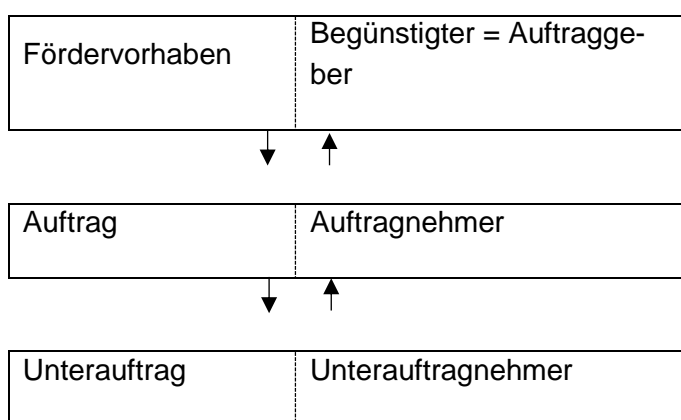 Fördervorhaben
Begünstigter = Auftragge-
ber
Auftrag
Auftragnehmer
Unterauftrag
Unterauftragnehmer